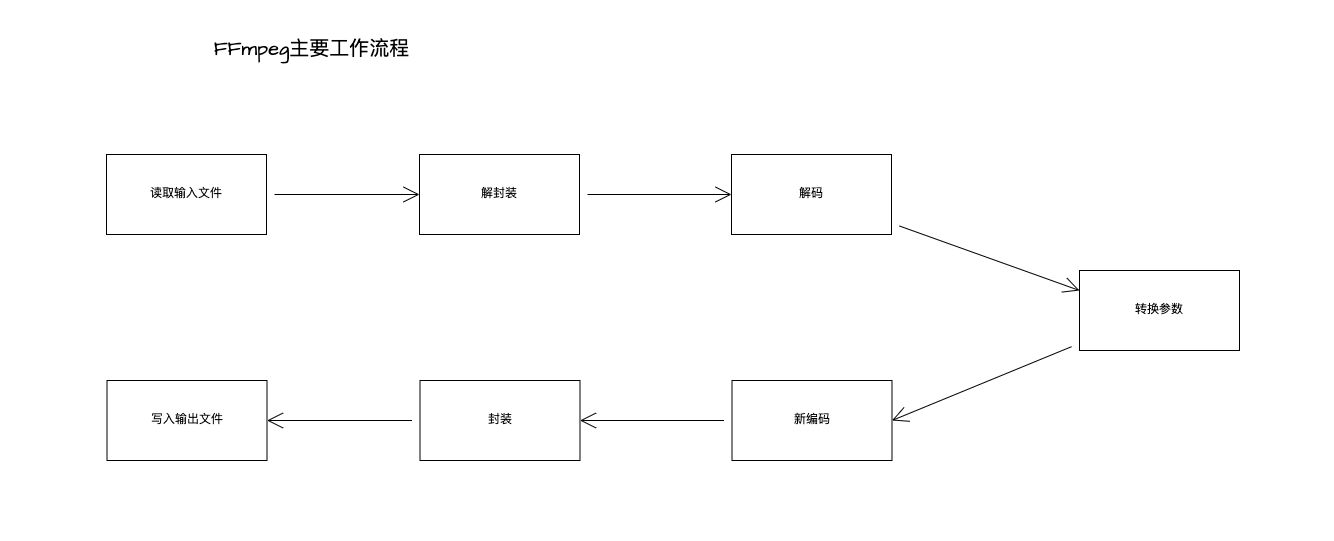 FFmpeg主要工作流程
读取输入文件
解封装
解码
转换参数
新编码
封装
写入输出文件